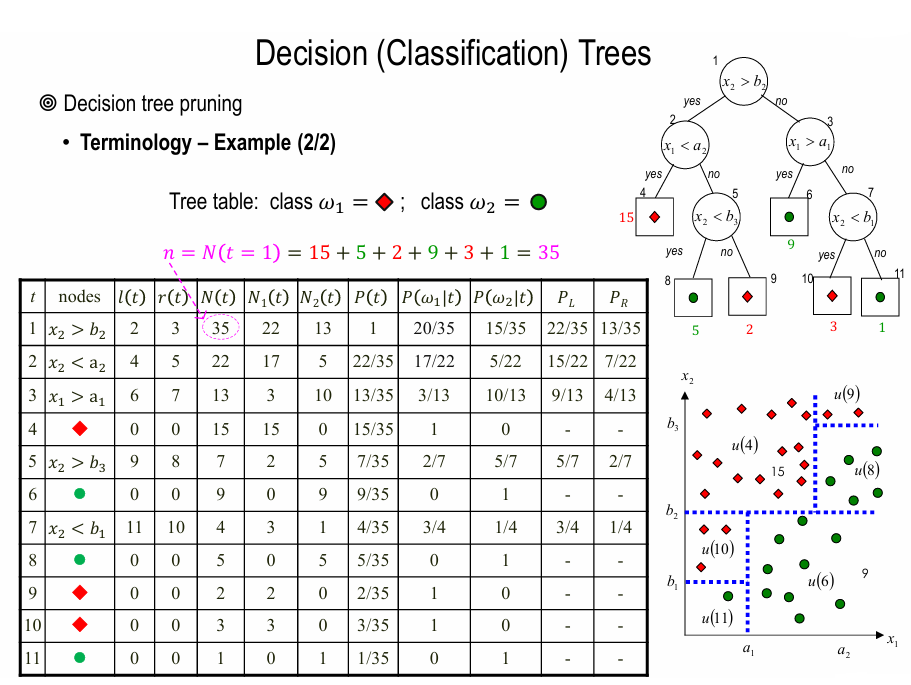 Decision (Classification) Trees
⊚ Decision tree pruning
• Terminology – Example (2/2)
Tree table: class ω₁ = ; class ω₂ =
n = N(t = 1) = 15 + 5 + 2 + 9 + 3 + 1 = 35
t nodes l(t) r(t) N(t) N₁(t) N₂(t) P(t) P(ω₁|t) P(ω₂|t) P_L P_R
1 x₂ > b₂ 2 3 35 22 13 1 20/35 15/35 22/35 13/35
2 x₂ < a₂ 4 5 22 17 5 22/35 17/22 5/22 15/22 7/22
3 x₁ > a₁ 6 7 13 3 10 13/35 3/13 10/13 9/13 4/13
4 0 0 15 15 0 15/35 1 0 - -
5 x₂ > b₃ 9 8 7 2 5 7/35 2/7 5/7 5/7 2/7
6 0 0 9 0 9 9/35 0 1 - -
7 x₂ < b₁ 11 10 4 3 1 4/35 3/4 1/4 3/4 1/4
8 0 0 5 0 5 5/35 0 1 - -
9 0 0 2 2 0 2/35 1 0 - -
10 0 0 3 3 0 3/35 1 0 - -
11 0 0 1 0 1 1/35 0 1 - -
1
x₂ > b₂
yes no
2 3
x₁ < a₂ x₁ > a₁
yes no yes no
4 5 6 7
15 x₂ < b₃ x₂ < b₁
9
yes no yes no
8 9 10 11
5 2 3 1
x₂
u(9)
b₃
u(4)
15 u(8)
b₂
u(10)
b₁ u(6) 9
u(11)
a₁ a₂ x₁